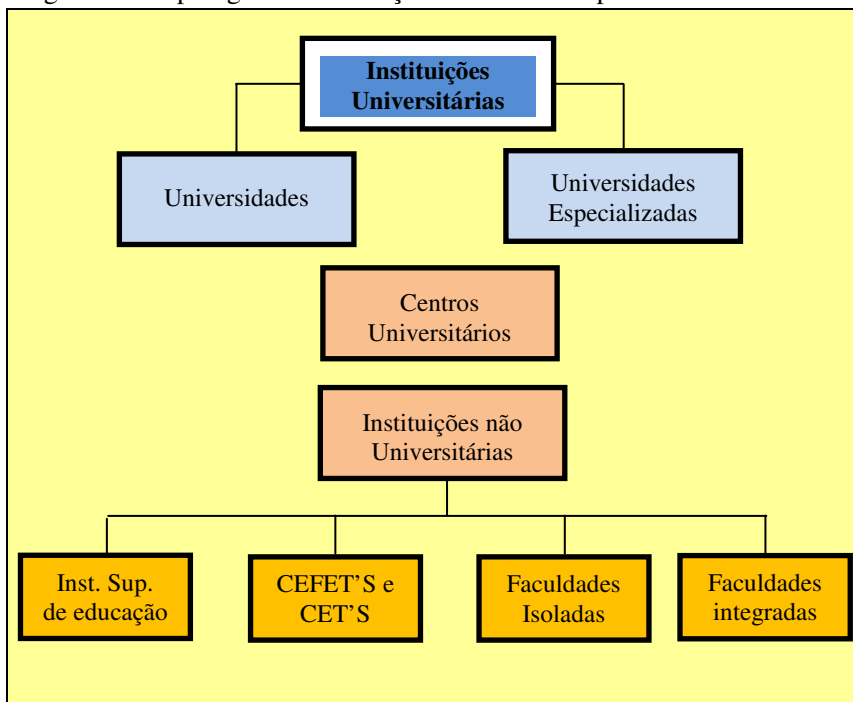 Instituições
Universitárias
Universidades
Universidades
Especializadas
Centros
Universitários
Instituições não
Universitárias
Inst. Sup.
de educação
CEFET'S e
CET'S
Faculdades
Isoladas
Faculdades
integradas